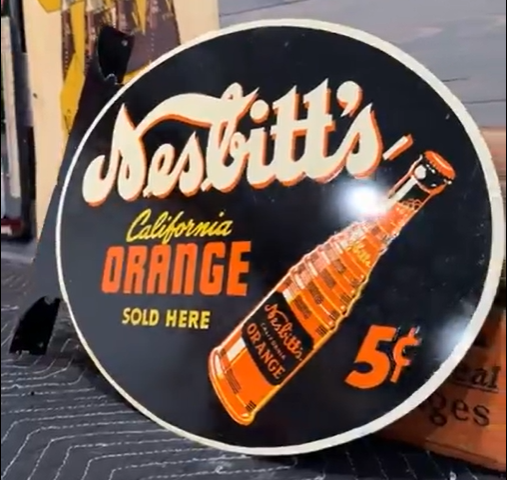 Nesbitt's
California
ORANGE
SOLD HERE
Nesbitt's
CALIFORNIA
ORANGE
5¢